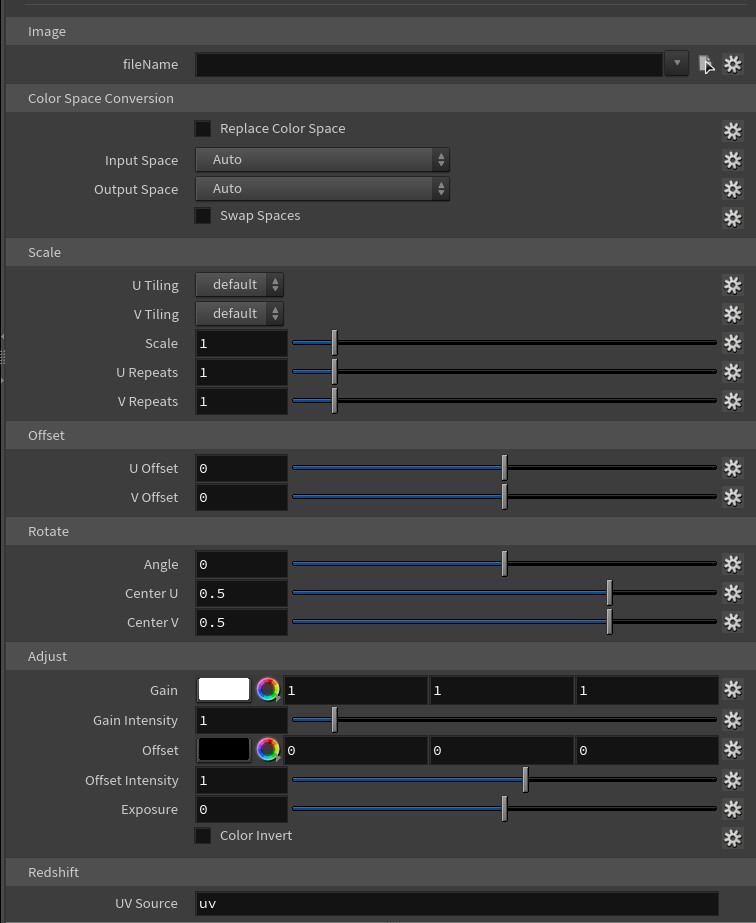 Image
fileName
Color Space Conversion
Replace Color Space
Input Space Auto
Output Space Auto
Swap Spaces
Scale
U Tiling default
V Tiling default
Scale 1
U Repeats 1
V Repeats 1
Offset
U Offset 0
V Offset 0
Rotate
Angle 0
Center U 0.5
Center V 0.5
Adjust
Gain 1 1 1
Gain Intensity 1
Offset 0 0 0
Offset Intensity 1
Exposure 0
Color Invert
Redshift
UV Source uv